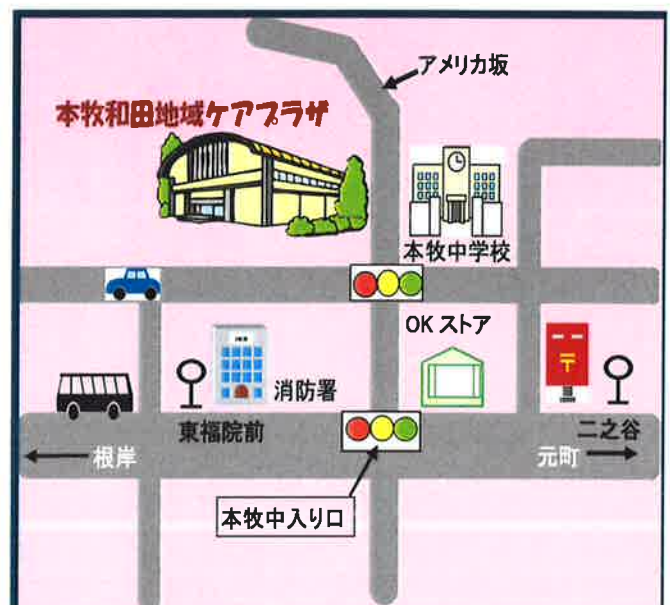 アメリカ坂
本牧和田地域ケアプラザ
本牧中学校
OKストア
〒
消防署
東福院前
二之谷
根岸
元町
本牧中入り口